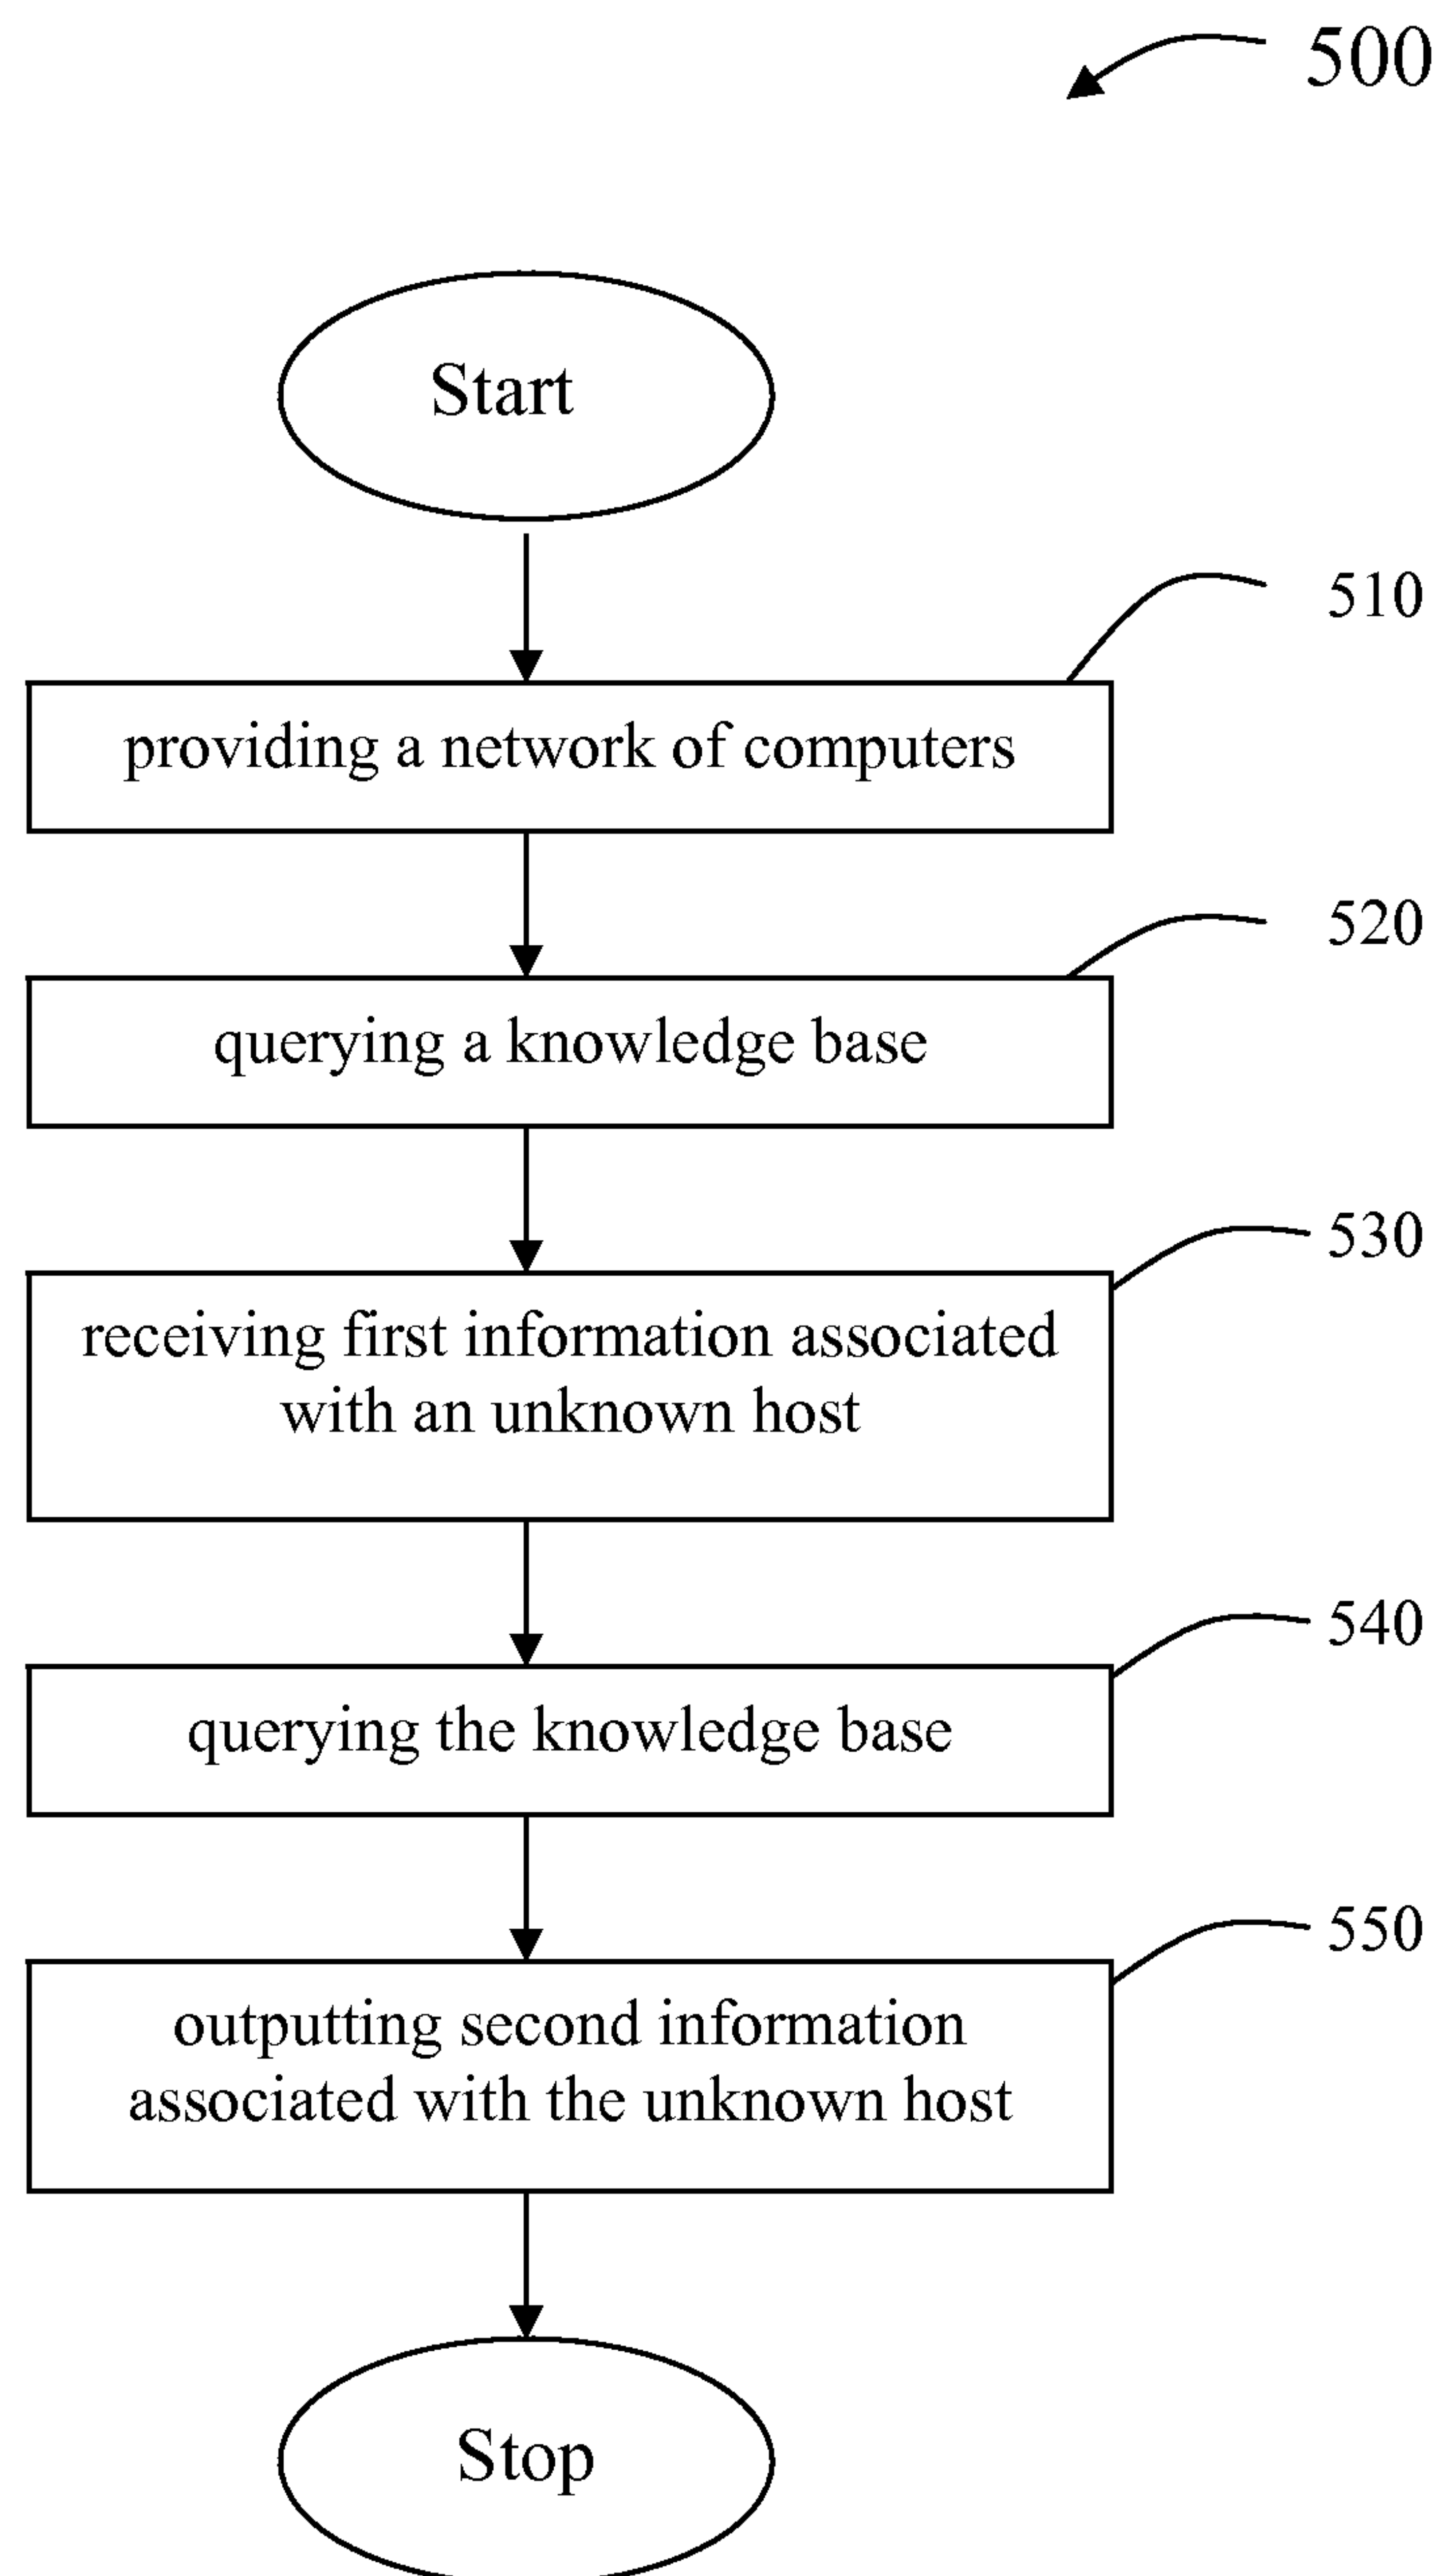 500
Start
510
providing a network of computers
520
querying a knowledge base
530
receiving first information associated
with an unknown host
540
querying the knowledge base
550
outputting second information
associated with the unknown host
Stop